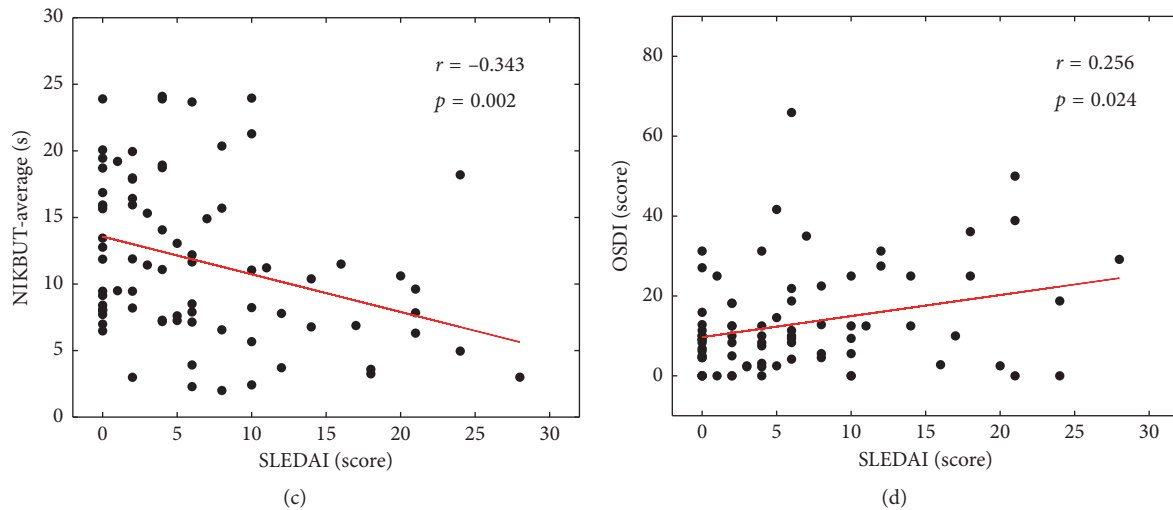 30
25
20
15
10
5
0
NIKBUT-average (s)
r = –0.343
p = 0.002
0 5 10 15 20 25 30
SLEDAI (score)
(c)
80
60
40
20
0
OSDI (score)
r = 0.256
p = 0.024
0 5 10 15 20 25 30
SLEDAI (score)
(d)